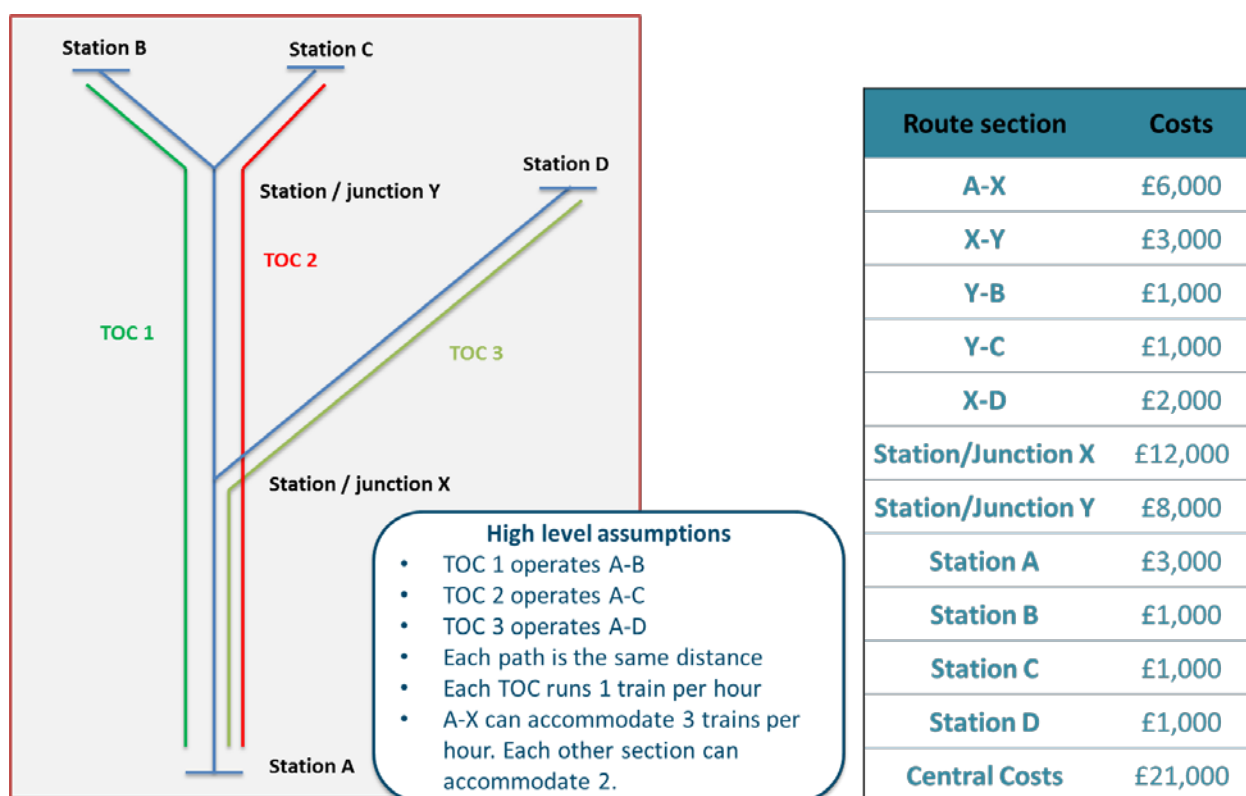 Station B
Station C
Station D
Station / junction Y
TOC 2
TOC 1
TOC 3
Station / junction X
Station A
High level assumptions
• TOC 1 operates A-B
• TOC 2 operates A-C
• TOC 3 operates A-D
• Each path is the same distance
• Each TOC runs 1 train per hour
• A-X can accommodate 3 trains per
hour. Each other section can
accommodate 2.
Route section Costs
A-X £6,000
X-Y £3,000
Y-B £1,000
Y-C £1,000
X-D £2,000
Station/Junction X £12,000
Station/Junction Y £8,000
Station A £3,000
Station B £1,000
Station C £1,000
Station D £1,000
Central Costs £21,000